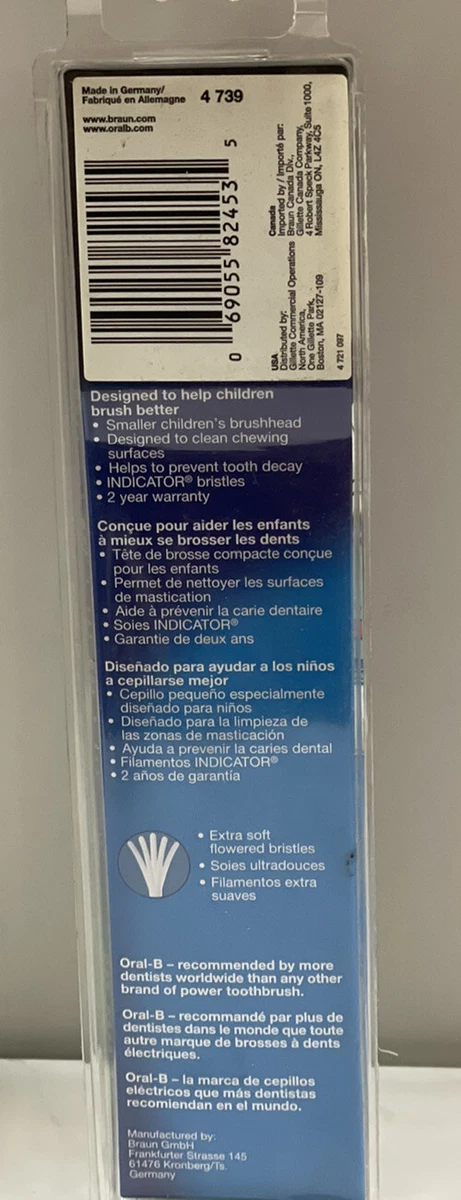 Made in Germany/
Fabriqué en Allemagne
4 739
www.braun.com
www.oralb.com
0 69055 82453 5
USA
Distributed by:
Gillette Commercial Operations
North America,
One Gillette Park,
Boston, MA 02127-109
4 721 097
Canada
Imported by / Importé par:
Braun Canada Div.,
Gillette Canada Company,
4 Robert Speck Parkway, Suite 1000,
Mississauga ON, L4Z 4C5
Designed to help children
brush better
• Smaller children's brushhead
• Designed to clean chewing
surfaces
• Helps to prevent tooth decay
• INDICATOR® bristles
• 2 year warranty
Conçue pour aider les enfants
à mieux se brosser les dents
• Tête de brosse compacte conçue
pour les enfants
• Permet de nettoyer les surfaces
de mastication
• Aide à prévenir la carie dentaire
• Soies INDICATOR®
• Garantie de deux ans
Diseñado para ayudar a los niños
a cepillarse mejor
• Cepillo pequeño especialmente
diseñado para niños
• Diseñado para la limpieza de
las zonas de masticación
• Ayuda a prevenir la caries dental
• Filamentos INDICATOR®
• 2 años de garantía
• Extra soft
flowered bristles
• Soies ultradouces
• Filamentos extra
suaves
Oral-B – recommended by more
dentists worldwide than any other
brand of power toothbrush.
Oral-B – recommandé par plus de
dentistes dans le monde que toute
autre marque de brosses à dents
électriques.
Oral-B – la marca de cepillos
eléctricos que más dentistas
recomiendan en el mundo.
Manufactured by:
Braun GmbH
Frankfurter Strasse 145
61476 Kronberg/Ts.
Germany